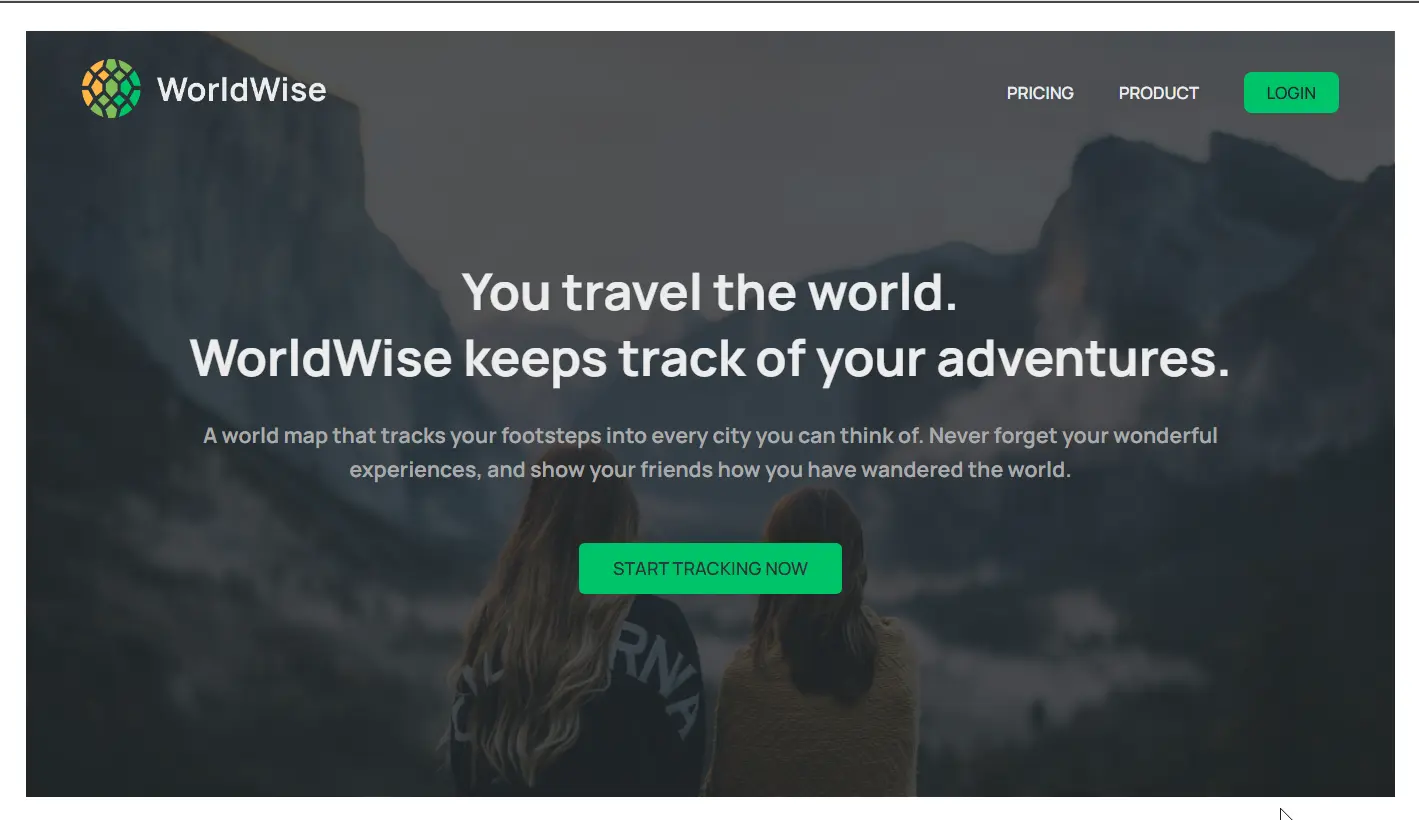 WorldWise
PRICING
PRODUCT
LOGIN
You travel the world.
WorldWise keeps track of your adventures.
A world map that tracks your footsteps into every city you can think of. Never forget your wonderful
experiences, and show your friends how you have wandered the world.
START TRACKING NOW